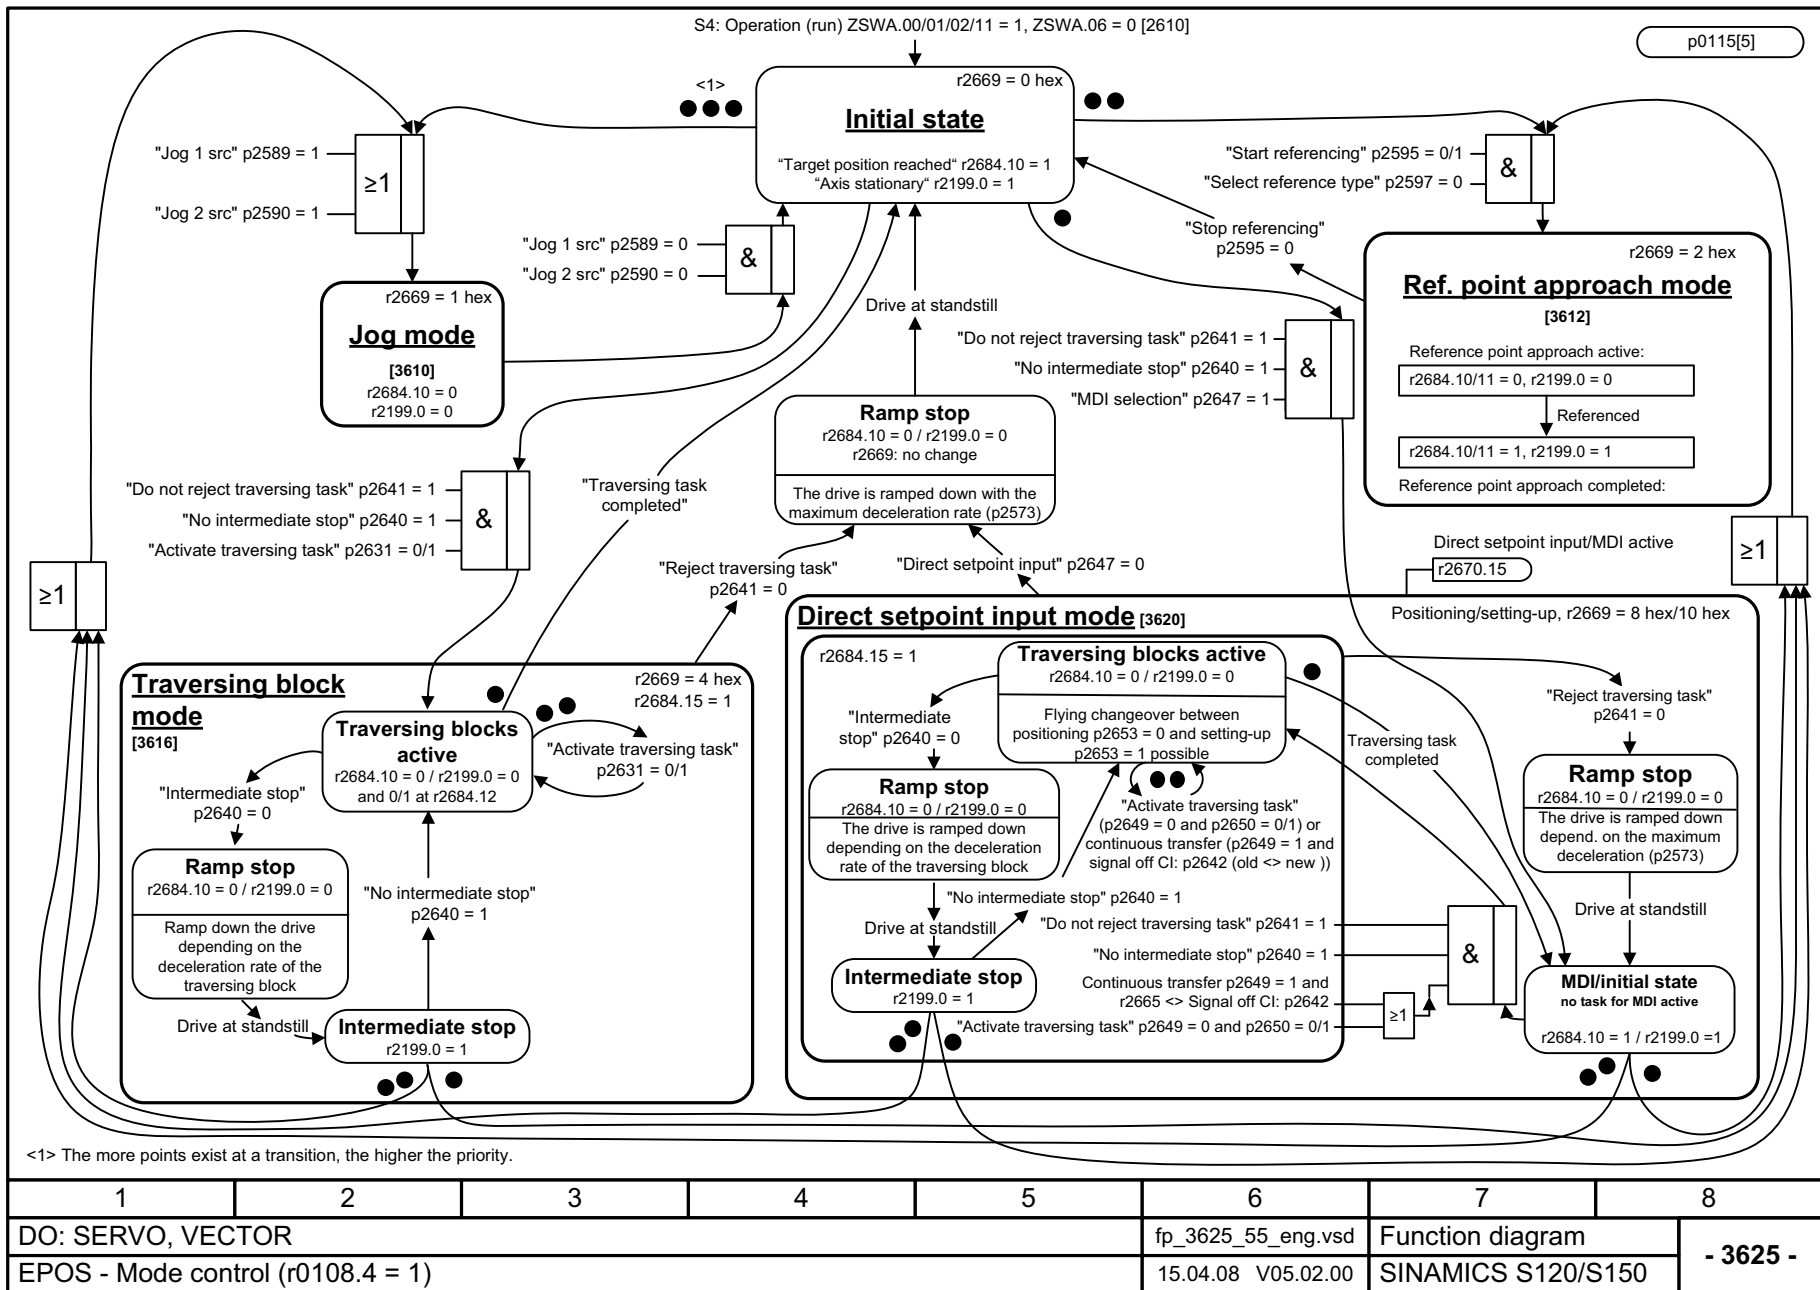 S4: Operation (run) ZSWA.00/01/02/11 = 1, ZSWA.06 = 0 [2610]
p0115[5]
<1>
r2669 = 0 hex
Initial state
“Target position reached“ r2684.10 = 1
“Axis stationary“ r2199.0 = 1
"Jog 1 src" p2589 = 1
≥1
"Jog 2 src" p2590 = 1
"Start referencing" p2595 = 0/1
"Select reference type" p2597 = 0
&
"Jog 1 src" p2589 = 0
"Jog 2 src" p2590 = 0
&
"Stop referencing"
p2595 = 0
r2669 = 1 hex
Jog mode
[3610]
r2684.10 = 0
r2199.0 = 0
Drive at standstill
r2669 = 2 hex
Ref. point approach mode
[3612]
Reference point approach active:
r2684.10/11 = 0, r2199.0 = 0
Referenced
r2684.10/11 = 1, r2199.0 = 1
Reference point approach completed:
"Do not reject traversing task" p2641 = 1
"No intermediate stop" p2640 = 1
"MDI selection" p2647 = 1
&
Ramp stop
r2684.10 = 0 / r2199.0 = 0
r2669: no change
The drive is ramped down with the
maximum deceleration rate (p2573)
"Do not reject traversing task" p2641 = 1
"No intermediate stop" p2640 = 1
"Activate traversing task" p2631 = 0/1
&
"Traversing task
completed"
≥1
"Reject traversing task"
p2641 = 0
"Direct setpoint input" p2647 = 0
Direct setpoint input/MDI active
r2670.15
≥1
Traversing block
mode
[3616]
r2669 = 4 hex
r2684.15 = 1
Traversing blocks
active
r2684.10 = 0 / r2199.0 = 0
and 0/1 at r2684.12
"Activate traversing task"
p2631 = 0/1
"Intermediate stop"
p2640 = 0
Ramp stop
r2684.10 = 0 / r2199.0 = 0
Ramp down the drive
depending on the
deceleration rate of the
traversing block
"No intermediate stop"
p2640 = 1
Drive at standstill
Intermediate stop
r2199.0 = 1
Direct setpoint input mode [3620]
Positioning/setting-up, r2669 = 8 hex/10 hex
r2684.15 = 1
Traversing blocks active
r2684.10 = 0 / r2199.0 = 0
Flying changeover between
positioning p2653 = 0 and setting-up
p2653 = 1 possible
"Intermediate
stop" p2640 = 0
Ramp stop
r2684.10 = 0 / r2199.0 = 0
The drive is ramped down
depending on the deceleration
rate of the traversing block
"Activate traversing task"
(p2649 = 0 and p2650 = 0/1) or
continuous transfer (p2649 = 1 and
signal off CI: p2642 (old <> new ))
"No intermediate stop" p2640 = 1
Drive at standstill
Intermediate stop
r2199.0 = 1
Traversing task
completed
"Reject traversing task"
p2641 = 0
Ramp stop
r2684.10 = 0 / r2199.0 = 0
The drive is ramped down
depend. on the maximum
deceleration (p2573)
Drive at standstill
"Do not reject traversing task" p2641 = 1
"No intermediate stop" p2640 = 1
Continuous transfer p2649 = 1 and
r2665 <> Signal off CI: p2642
"Activate traversing task" p2649 = 0 and p2650 = 0/1
≥1
&
MDI/initial state
no task for MDI active
r2684.10 = 1 / r2199.0 =1
<1> The more points exist at a transition, the higher the priority.
1 2 3 4 5 6 7 8
DO: SERVO, VECTOR
fp_3625_55_eng.vsd
Function diagram
- 3625 -
EPOS - Mode control (r0108.4 = 1)
15.04.08 V05.02.00
SINAMICS S120/S150